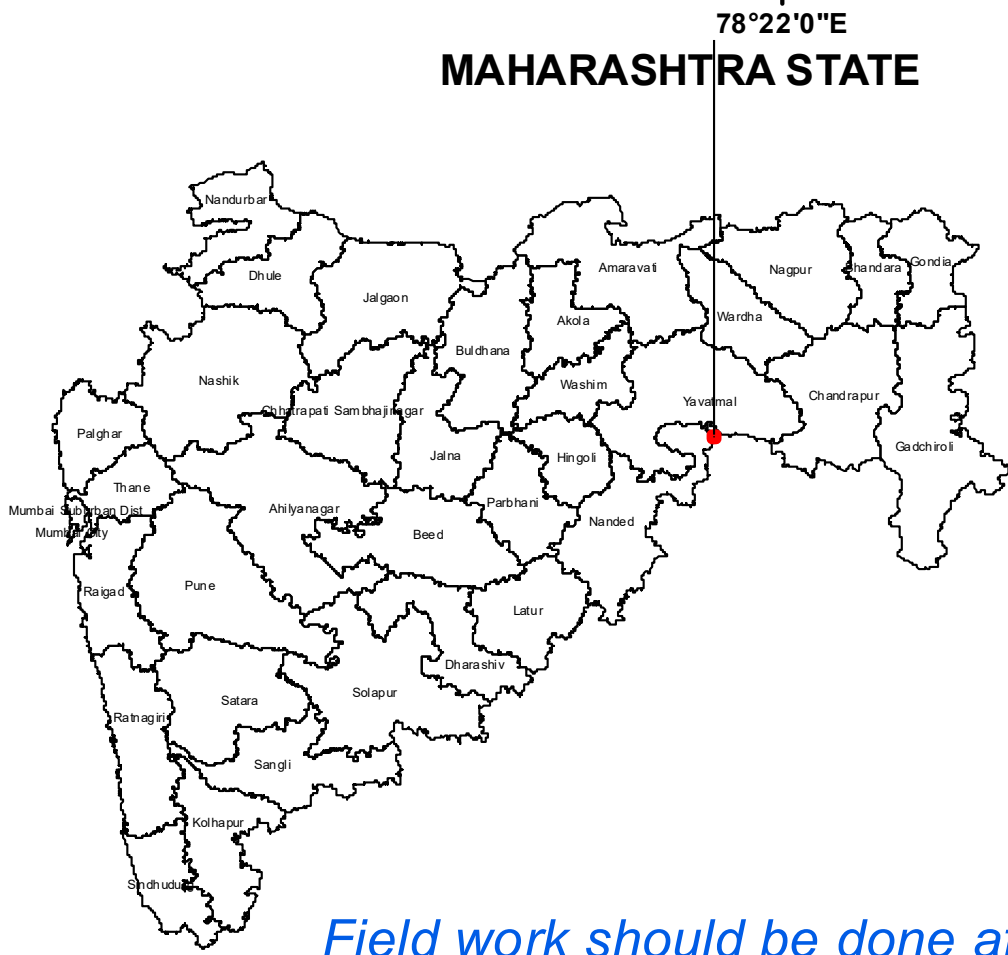 78°22'0"E
MAHARASHTRA STATE
Nandurbar
Dhule
Jalgaon
Amaravati
Nagpur
Bhandara
Gondia
Akola
Wardha
Buldhana
Nashik
Washim
Yavatmal
Chandrapur
Chhatrapati Sambhajinagar
Palghar
Jalna
Hingoli
Gadchiroli
Thane
Parbhani
Mumbai Suburban Dist
Ahilyanagar
Nanded
Mumbai City
Beed
Raigad
Pune
Latur
Dharashiv
Solapur
Satara
Ratnagiri
Sangli
Kolhapur
Field work should be done